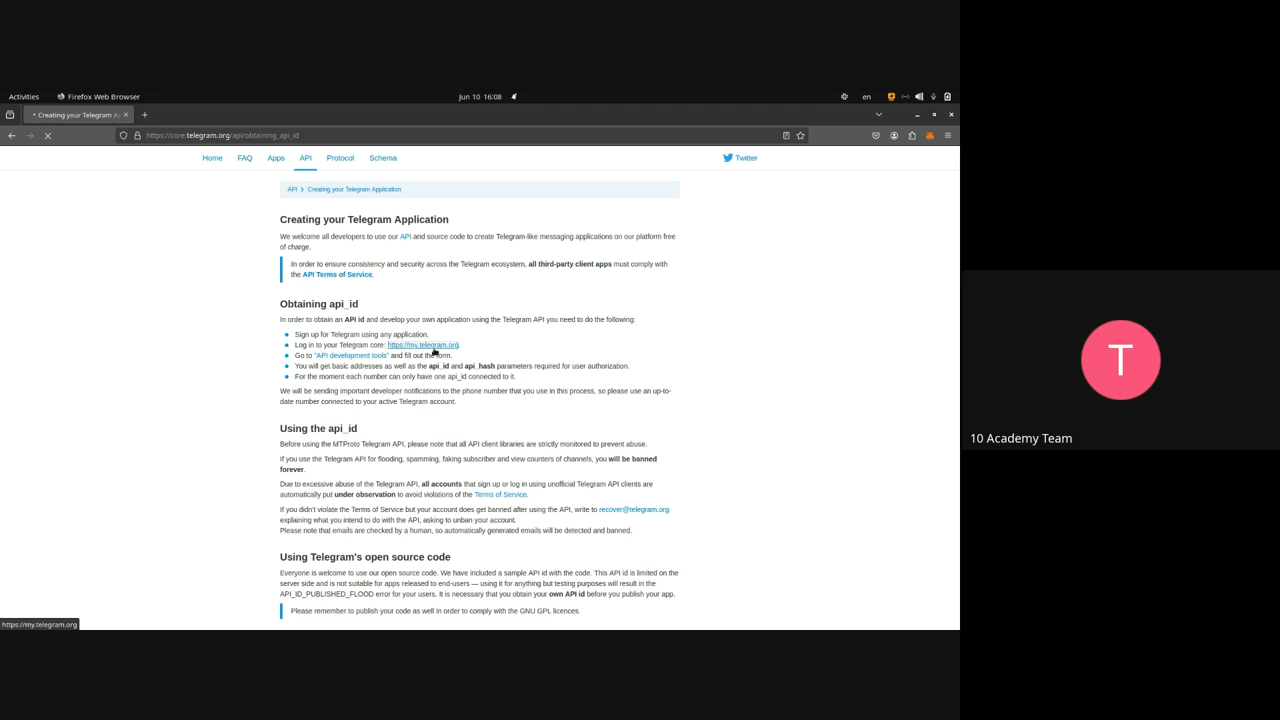 Activities
Firefox Web Browser
Jun 10 16:08
en
Creating your Telegram Ap
https://core.telegram.org/api/obtaining_api_id
Home
FAQ
Apps
API
Protocol
Schema
Twitter
API
Creating your Telegram Application
Creating your Telegram Application
We welcome all developers to use our API and source code to create Telegram-like messaging applications on our platform free
of charge.
In order to ensure consistency and security across the Telegram ecosystem, all third-party client apps must comply with
the API Terms of Service.
Obtaining api_id
In order to obtain an API id and develop your own application using the Telegram API you need to do the following:
Sign up for Telegram using any application.
Log in to your Telegram core: https://my.telegram.org.
Go to "API development tools" and fill out the form.
You will get basic addresses as well as the api_id and api_hash parameters required for user authorization.
For the moment each number can only have one api_id connected to it.
We will be sending important developer notifications to the phone number that you use in this process, so please use an up-to-
date number connected to your active Telegram account.
Using the api_id
Before using the MTProto Telegram API, please note that all API client libraries are strictly monitored to prevent abuse.
If you use the Telegram API for flooding, spamming, faking subscriber and view counters of channels, you will be banned
forever.
Due to excessive abuse of the Telegram API, all accounts that sign up or log in using unofficial Telegram API clients are
automatically put under observation to avoid violations of the Terms of Service.
If you didn't violate the Terms of Service but your account does get banned after using the API, write to recover@telegram.org
explaining what you intend to do with the API, asking to unban your account.
Please note that emails are checked by a human, so automatically generated emails will be detected and banned.
Using Telegram's open source code
Everyone is welcome to use our open source code. We have included a sample API id with the code. This API id is limited on the
server side and is not suitable for apps released to end-users — using it for anything but testing purposes will result in the
API_ID_PUBLISHED_FLOOD error for your users. It is necessary that you obtain your own API id before you publish your app.
Please remember to publish your code as well in order to comply with the GNU GPL licences.
https://my.telegram.org
T
10 Academy Team